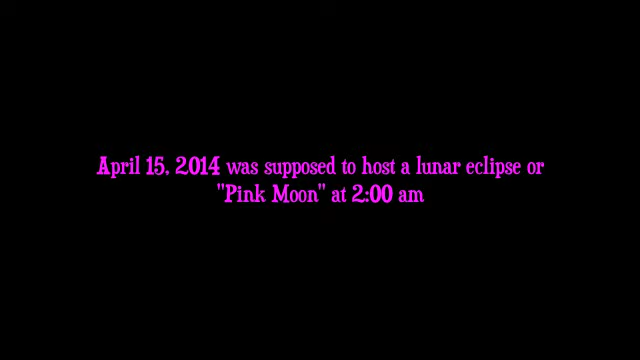 April 15, 2014 was supposed to host a lunar eclipse or
"Pink Moon" at 2:00 am